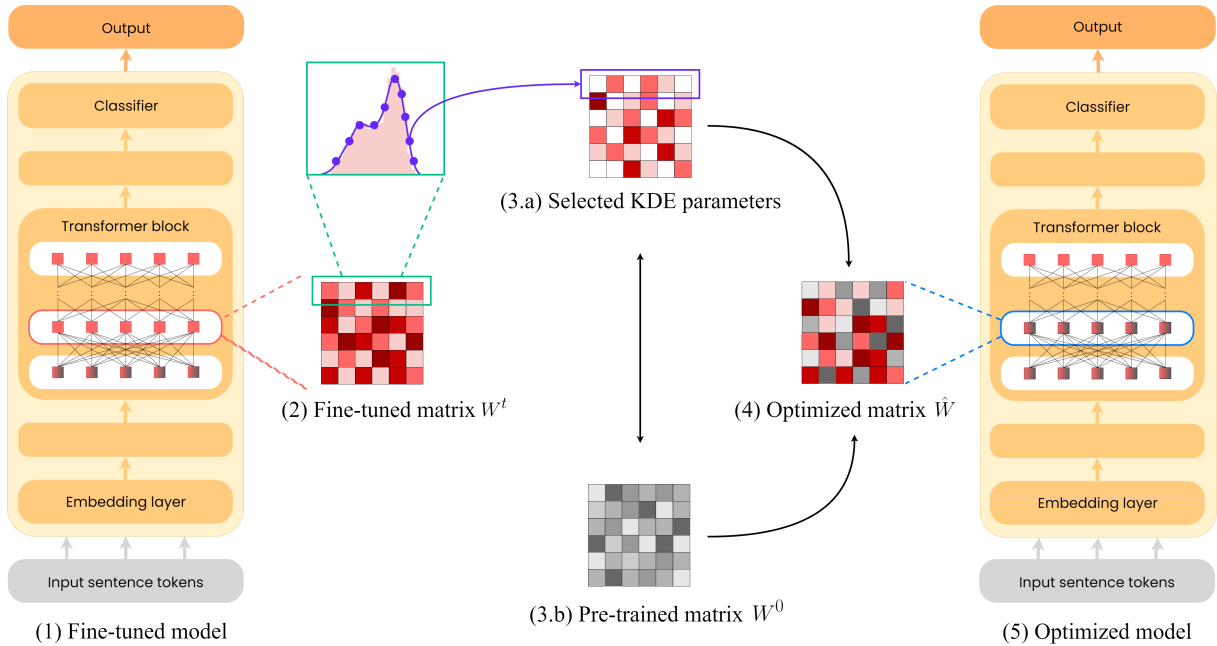 Output
Classifier
Transformer block
Embedding layer
Input sentence tokens
(1) Fine-tuned model
(2) Fine-tuned matrix W^t
(3.a) Selected KDE parameters
(3.b) Pre-trained matrix W^0
(4) Optimized matrix Ŵ
Output
Classifier
Transformer block
Embedding layer
Input sentence tokens
(5) Optimized model